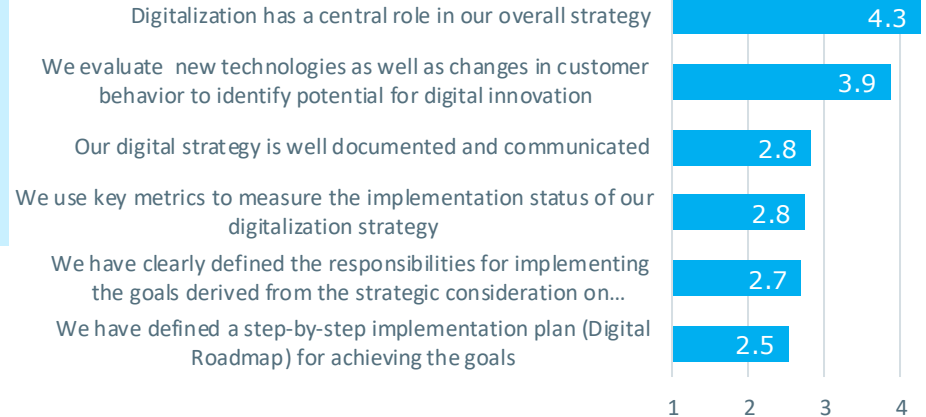 Digitalization has a central role in our overall strategy
4.3
We evaluate new technologies as well as changes in customer
behavior to identify potential for digital innovation
3.9
Our digital strategy is well documented and communicated
2.8
We use key metrics to measure the implementation status of our
digitalization strategy
2.8
We have clearly defined the responsibilities for implementing
the goals derived from the strategic consideration on…
2.7
We have defined a step-by-step implementation plan (Digital
Roadmap) for achieving the goals
2.5
1 2 3 4